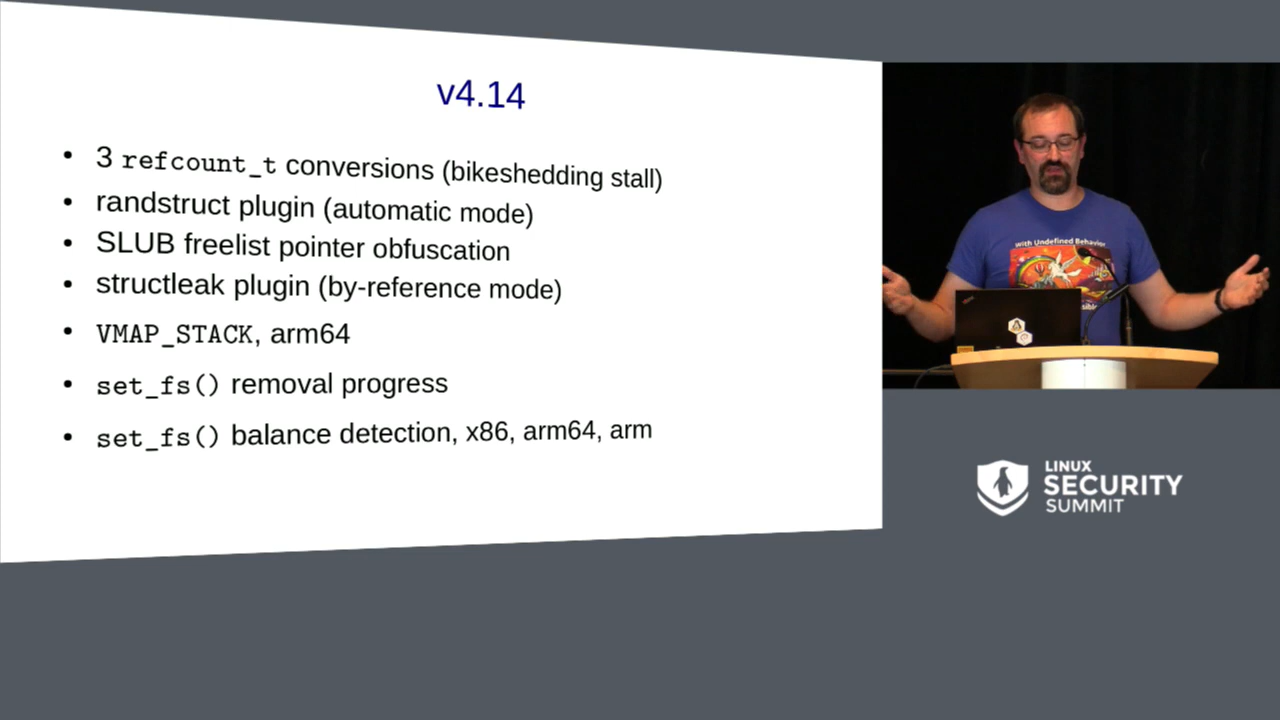 v4.14
• 3 refcount_t conversions (bikeshedding stall)
• randstruct plugin (automatic mode)
• SLUB freelist pointer obfuscation
• structleak plugin (by-reference mode)
• VMAP_STACK, arm64
• set_fs() removal progress
• set_fs() balance detection, x86, arm64, arm
with Undefined Behavior
LINUX
SECURITY
SUMMIT